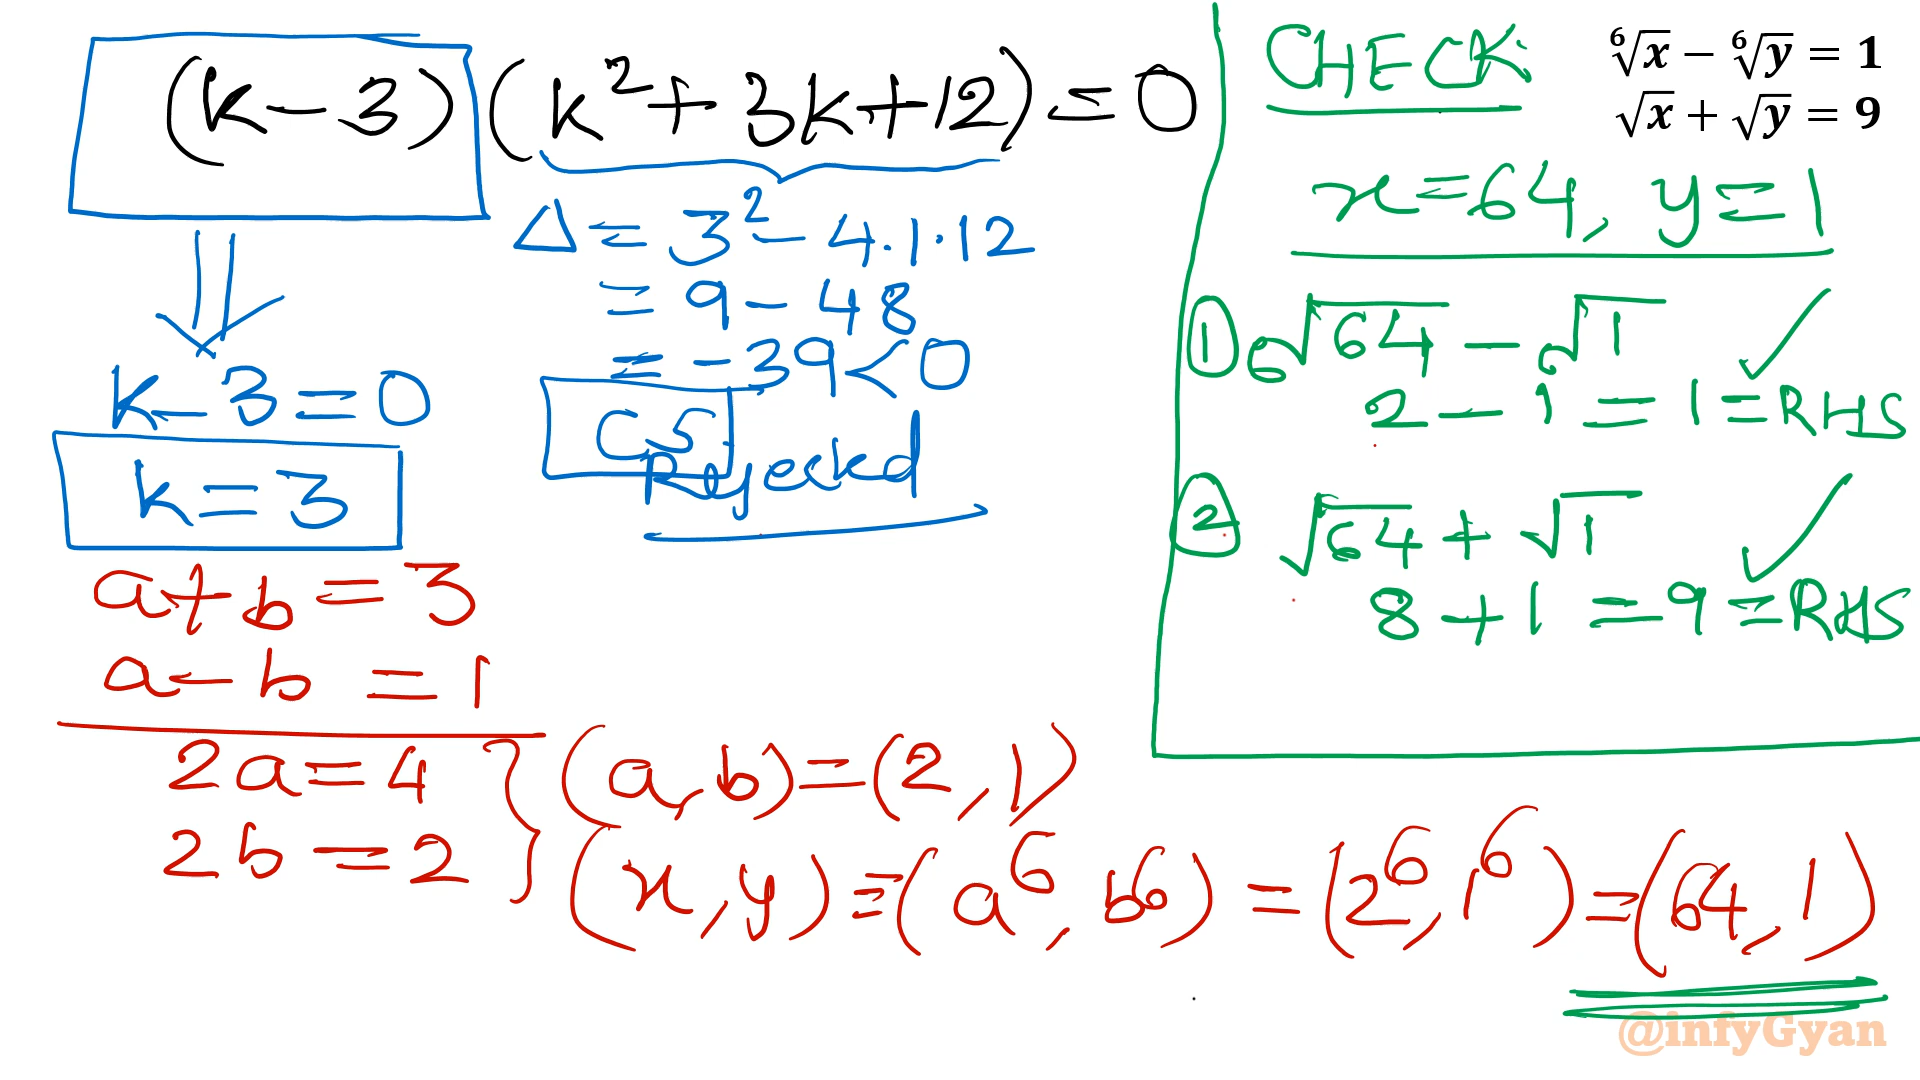 (k-3)(k²+3k+12)=0
Δ = 3² - 4.1.12
= 9 - 48
= -39 < 0
CS
Rejected
k-3=0
k=3
a+b=3
a-b=1
2a=4
2b=2
(a,b)=(2,1)
(x,y)=(a⁶,b⁶)=(2⁶,1⁶)=(64,1)
CHECK
⁶√x − ⁶√y = 1
√x + √y = 9
x=64, y=1
① ⁶√64 - ⁶√1 ✓
2-1=1=RHS
② √64 + √1 ✓
8+1=9=RHS
@infyGyan